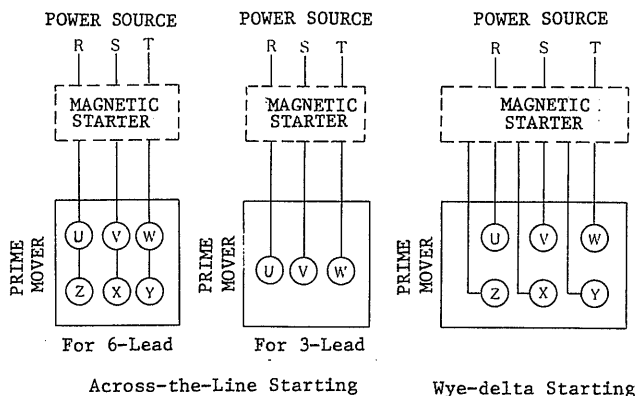 POWER SOURCE
R S T
MAGNETIC
STARTER
PRIME
MOVER
U V W
Z X Y
For 6-Lead
POWER SOURCE
R S T
MAGNETIC
STARTER
PRIME
MOVER
U V W
For 3-Lead
Across-the-Line Starting
POWER SOURCE
R S T
MAGNETIC
STARTER
PRIME
MOVER
U V W
Z X Y
Wye-delta Starting